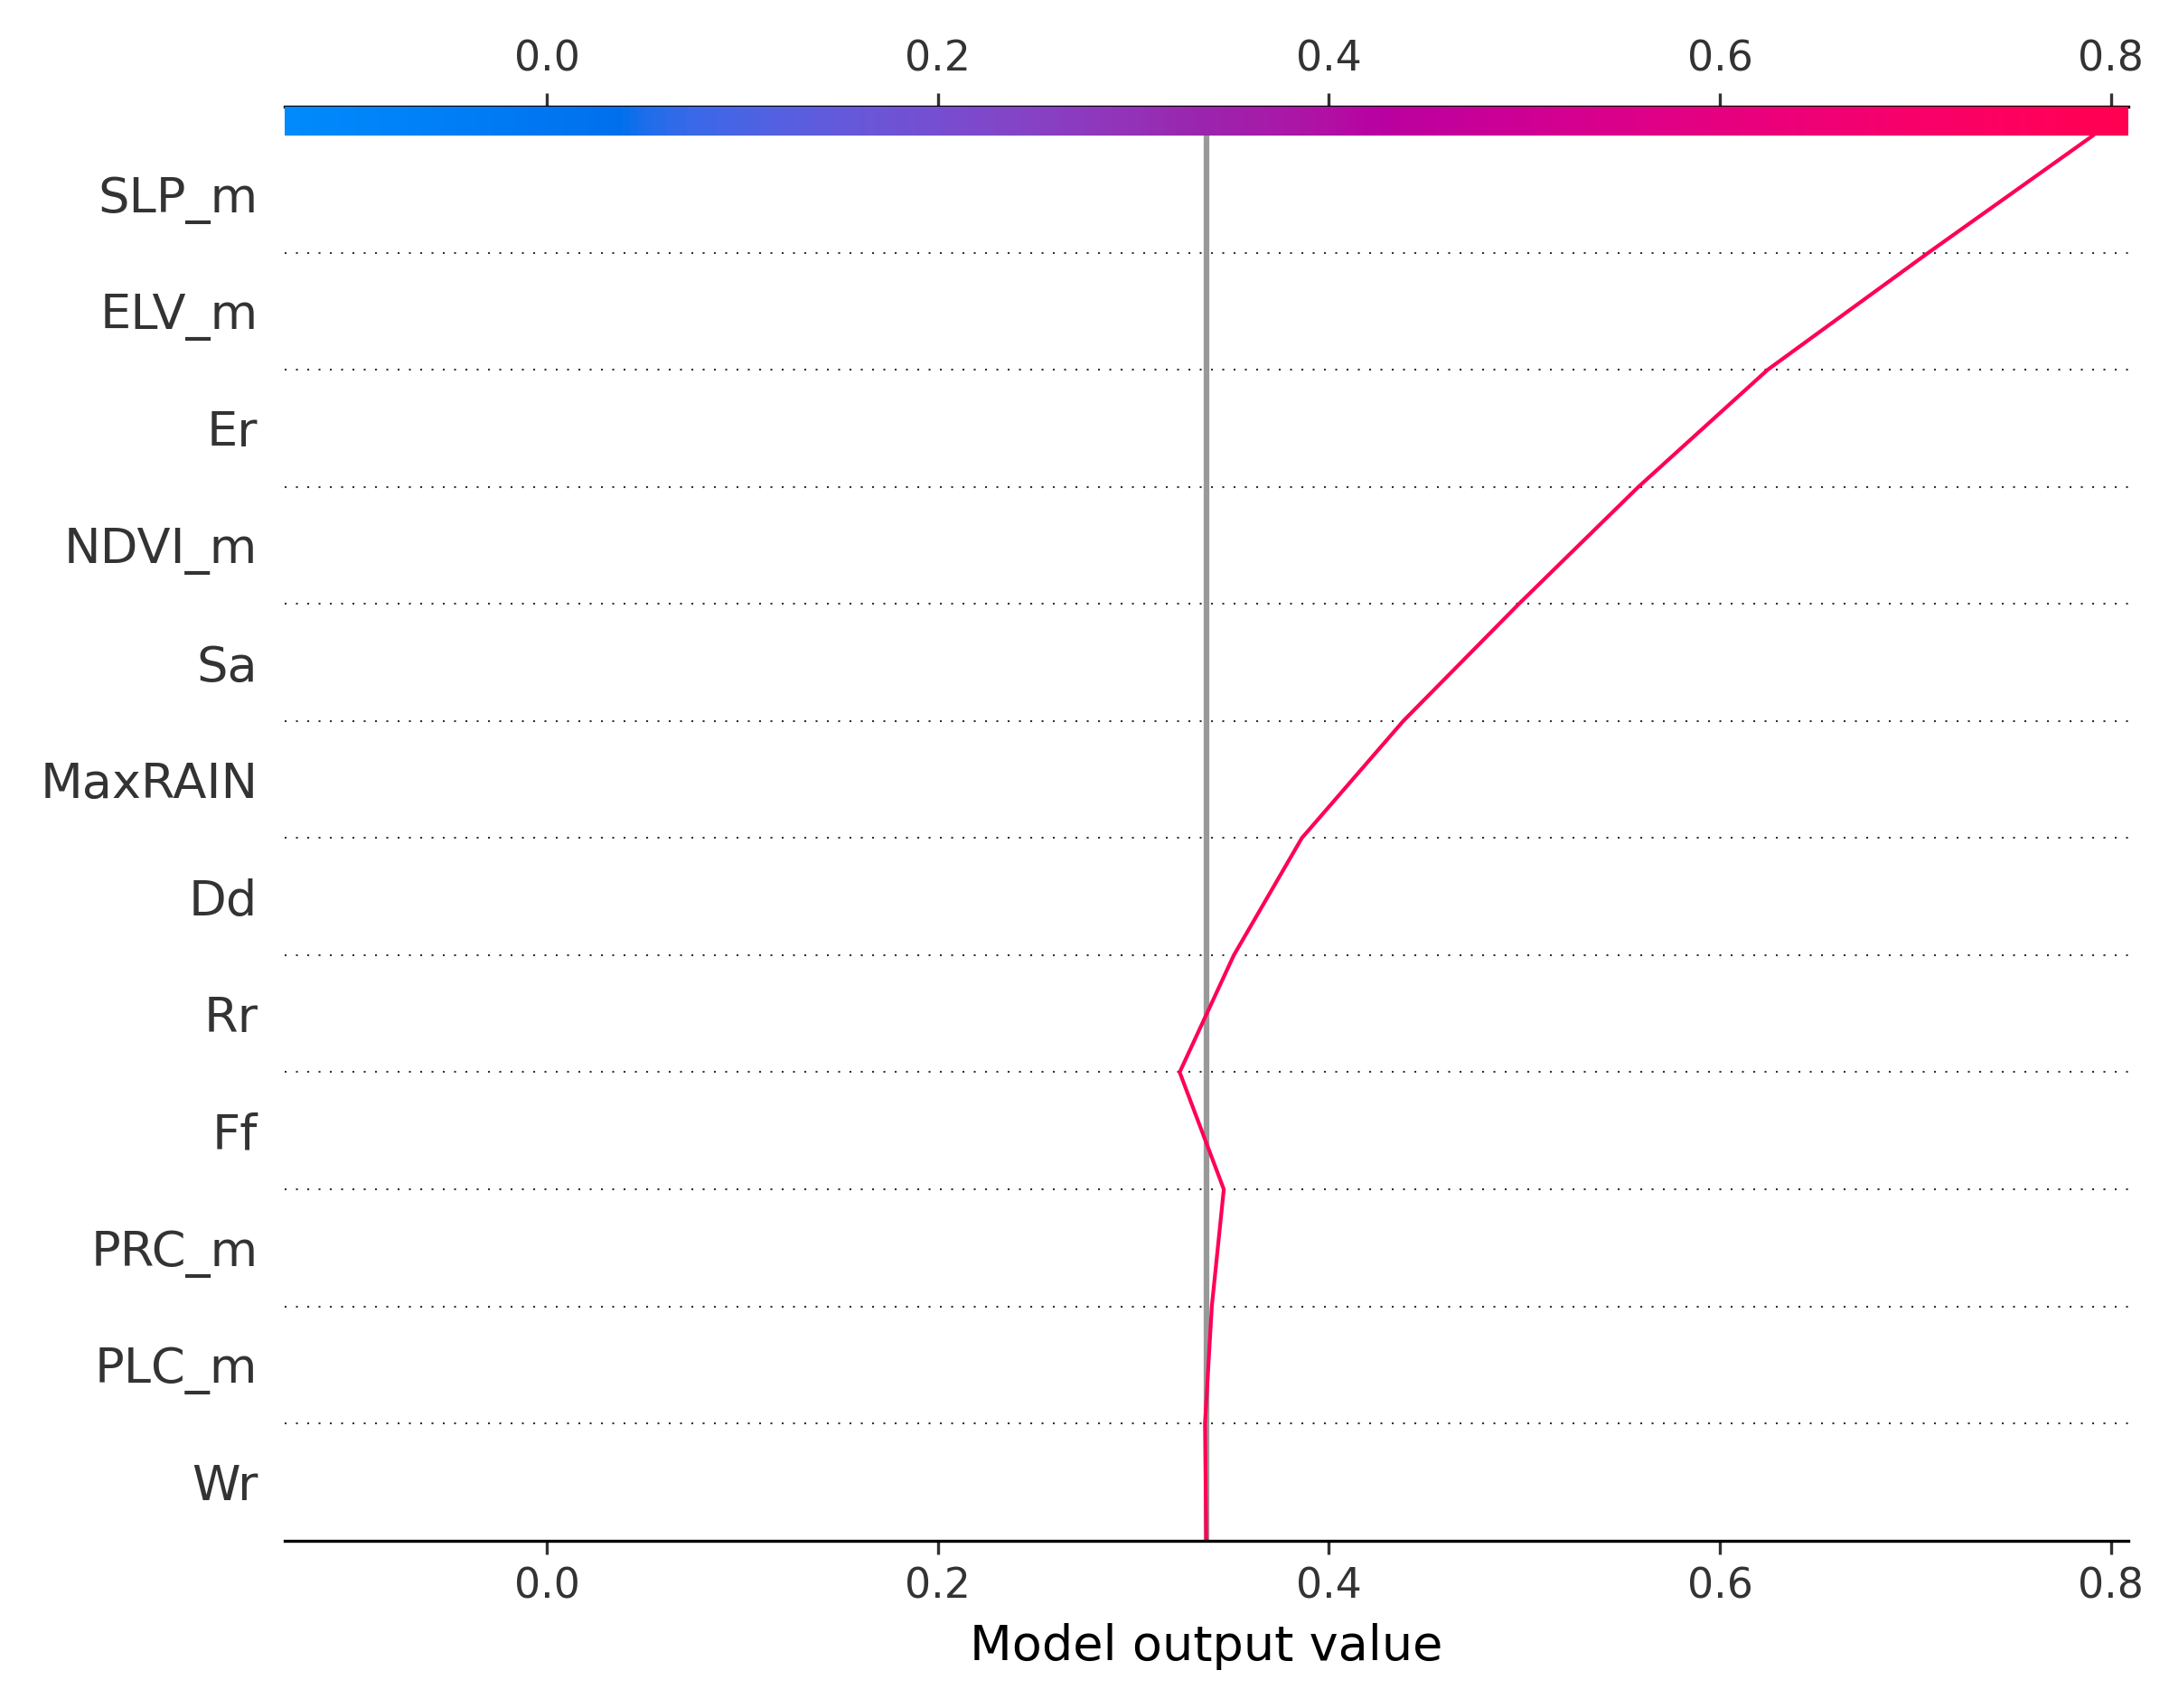 0.0 0.2 0.4 0.6 0.8
SLP_m
ELV_m
Er
NDVI_m
Sa
MaxRAIN
Dd
Rr
Ff
PRC_m
PLC_m
Wr
0.0 0.2 0.4 0.6 0.8
Model output value